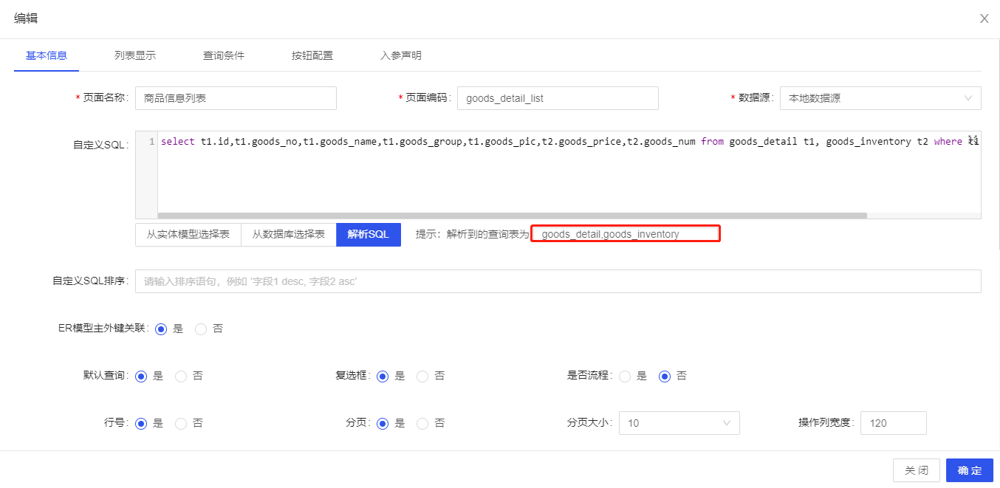 编辑
基本信息 列表显示 查询条件 按钮配置 入参声明
* 页面名称: 商品信息列表 * 页面编码: goods_detail_list * 数据源: 本地数据源
自定义SQL: 1 select t1.id,t1.goods_no,t1.goods_name,t1.goods_group,t1.goods_pic,t2.goods_price,t2.goods_num from goods_detail t1, goods_inventory t2 where t1
从实体模型选择表 从数据库选择表 解析SQL 提示: 解析到的查询表为 goods_detail,goods_inventory
自定义SQL排序: 请输入排序语句，例如 '字段1 desc, 字段2 asc'
ER模型主外键关联: 是 否
默认查询: 是 否 复选框: 是 否 是否流程: 是 否
行号: 是 否 分页: 是 否 分页大小: 10 操作列宽度: 120
关 闭 确 定